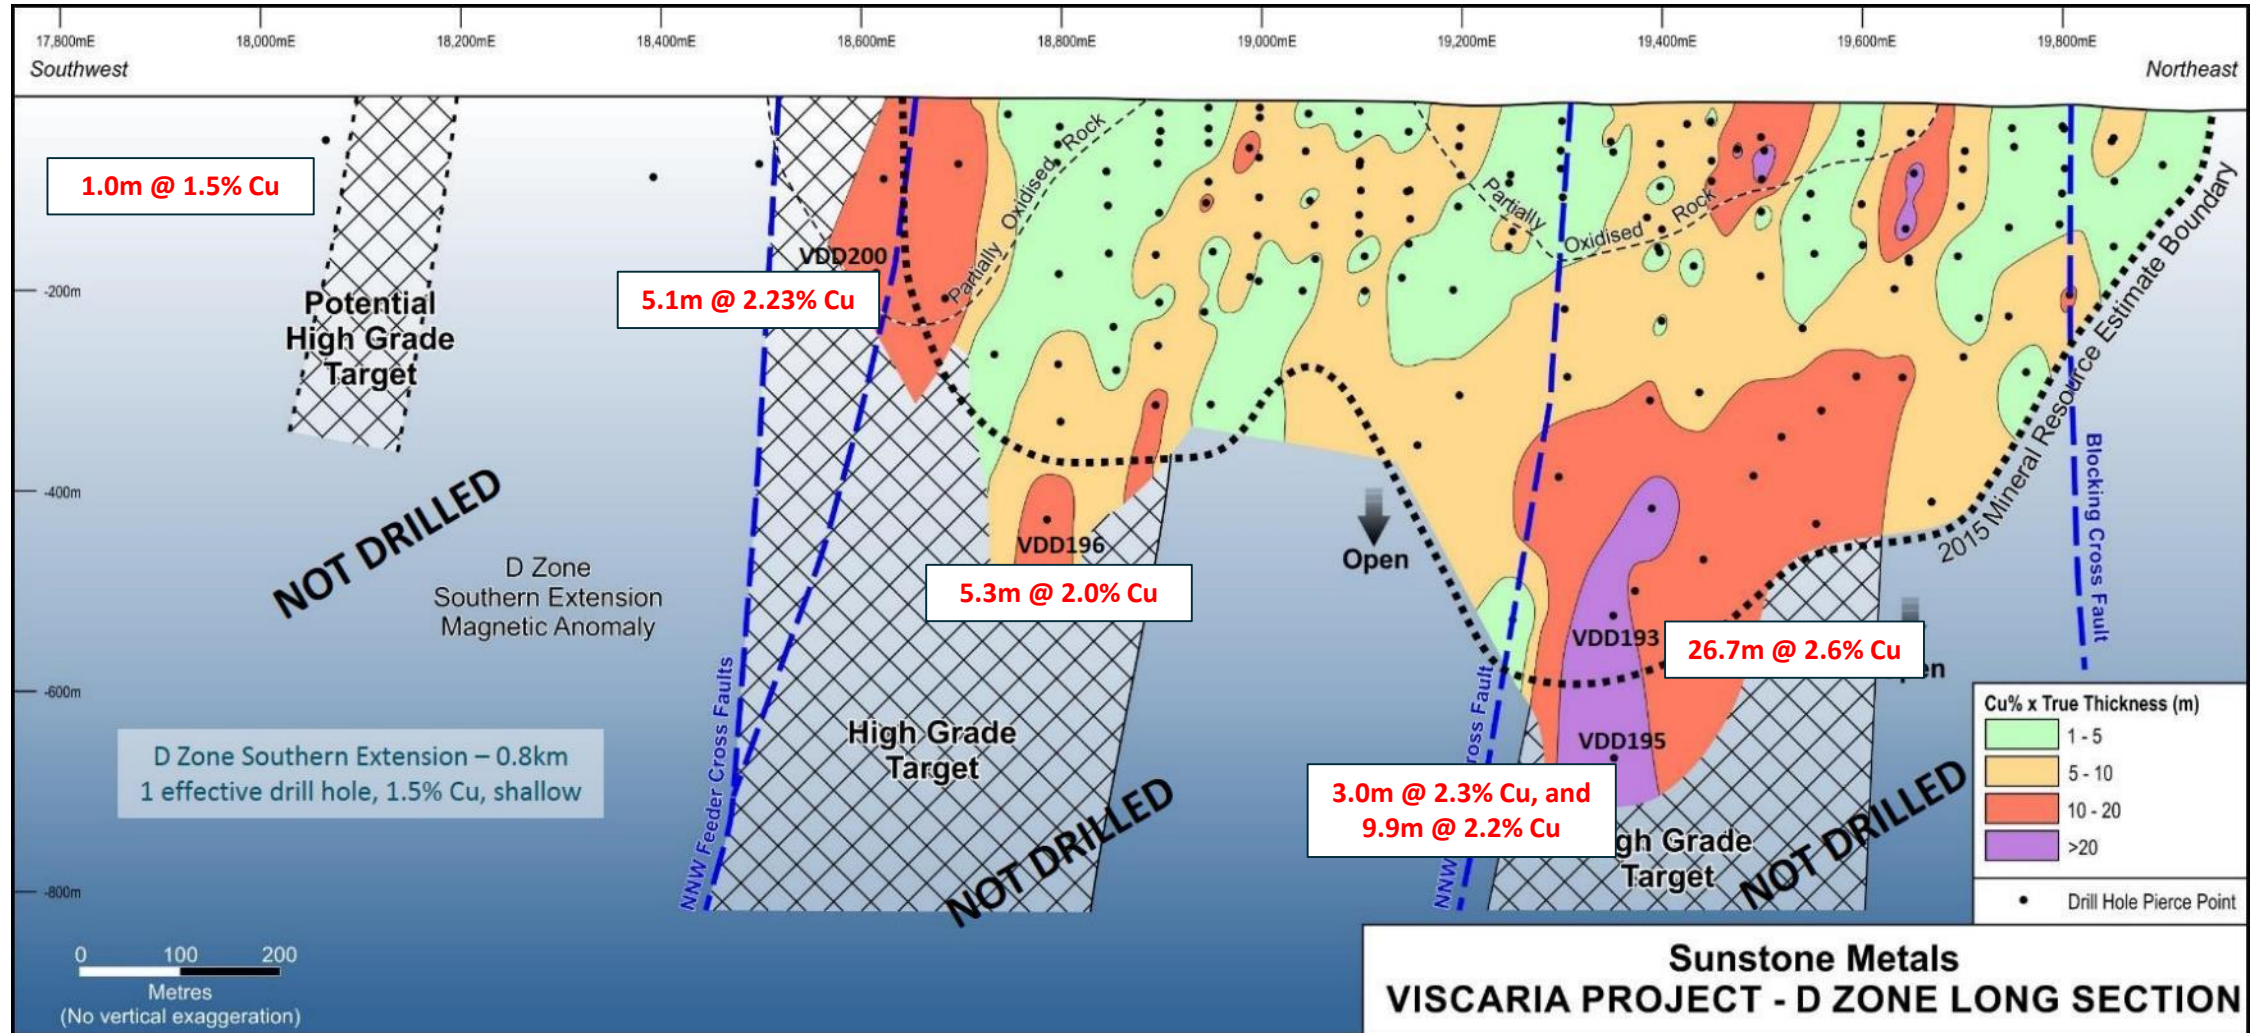 17,800mE
18,000mE
18,200mE
18,400mE
18,600mE
18,800mE
19,000mE
19,200mE
19,400mE
19,600mE
19,800mE
Southwest
Northeast
1.0m @ 1.5% Cu
Potential
High Grade
Target
VDD200
5.1m @ 2.23% Cu
Partially Oxidised Rock
Partially Oxidised Rock
-200m
-400m
-600m
-800m
NOT DRILLED
D Zone
Southern Extension
Magnetic Anomaly
VDD196
5.3m @ 2.0% Cu
Open
VDD193
26.7m @ 2.6% Cu
en
2015 Mineral Resource Estimate Boundary
Blocking Cross Fault
NNW Feeder Cross Faults
High Grade
Target
NOT DRILLED
D Zone Southern Extension – 0.8km
1 effective drill hole, 1.5% Cu, shallow
VDD195
3.0m @ 2.3% Cu, and
9.9m @ 2.2% Cu
NNW
ross Fault
gh Grade
Target
NOT DRILLED
Cu% x True Thickness (m)
1 - 5
5 - 10
10 - 20
>20
Drill Hole Pierce Point
0 100 200
Metres
(No vertical exaggeration)
Sunstone Metals
VISCARIA PROJECT - D ZONE LONG SECTION